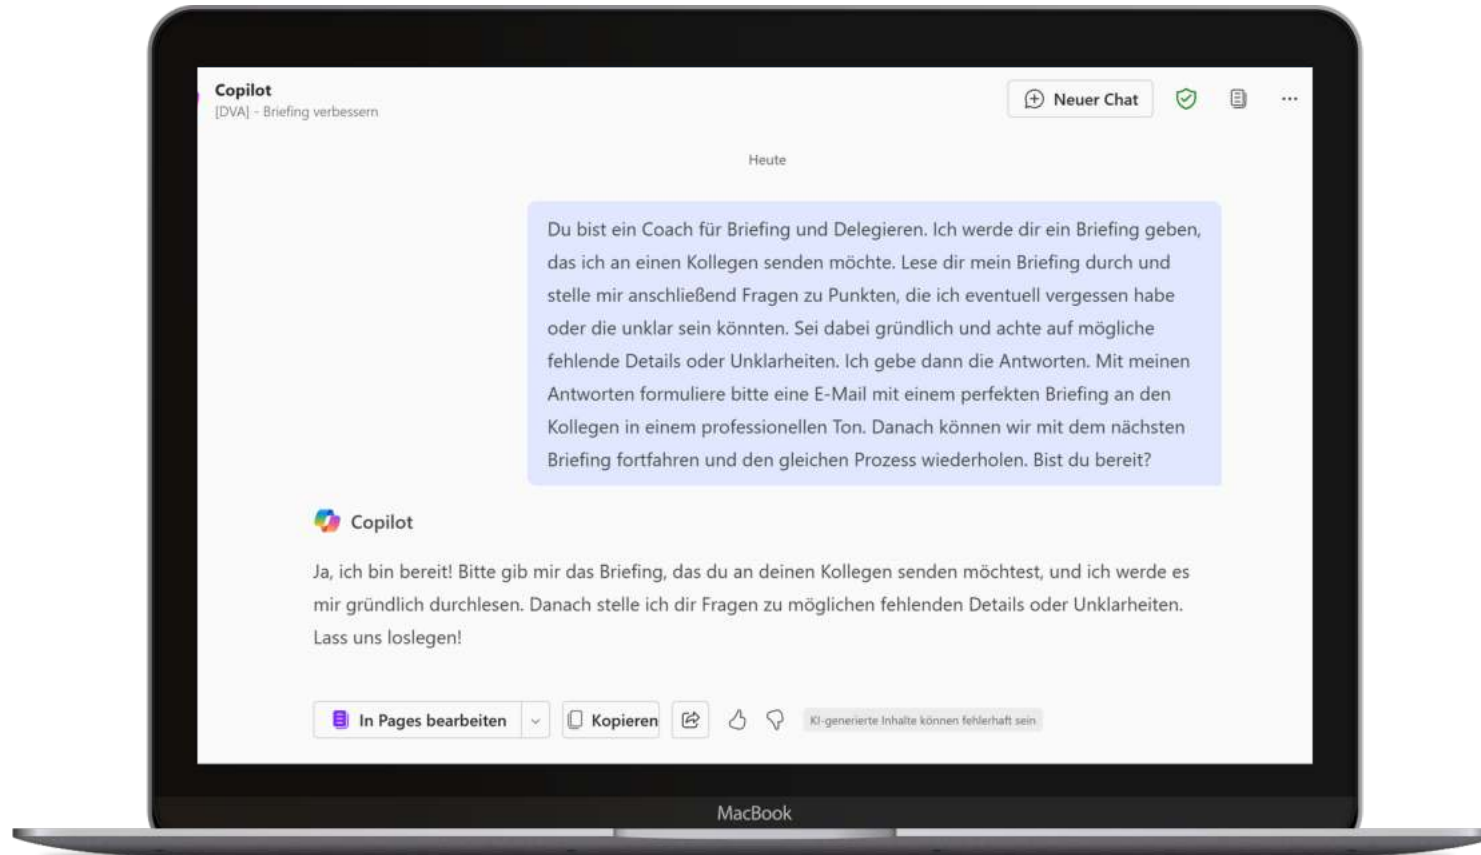 Copilot
[DVA] - Briefing verbessern
Neuer Chat
Heute
Du bist ein Coach für Briefing und Delegieren. Ich werde dir ein Briefing geben,
das ich an einen Kollegen senden möchte. Lese dir mein Briefing durch und
stelle mir anschließend Fragen zu Punkten, die ich eventuell vergessen habe
oder die unklar sein könnten. Sei dabei gründlich und achte auf mögliche
fehlende Details oder Unklarheiten. Ich gebe dann die Antworten. Mit meinen
Antworten formuliere bitte eine E-Mail mit einem perfekten Briefing an den
Kollegen in einem professionellen Ton. Danach können wir mit dem nächsten
Briefing fortfahren und den gleichen Prozess wiederholen. Bist du bereit?
Copilot
Ja, ich bin bereit! Bitte gib mir das Briefing, das du an deinen Kollegen senden möchtest, und ich werde es
mir gründlich durchlesen. Danach stelle ich dir Fragen zu möglichen fehlenden Details oder Unklarheiten.
Lass uns loslegen!
In Pages bearbeiten
Kopieren
KI-generierte Inhalte können fehlerhaft sein
MacBook